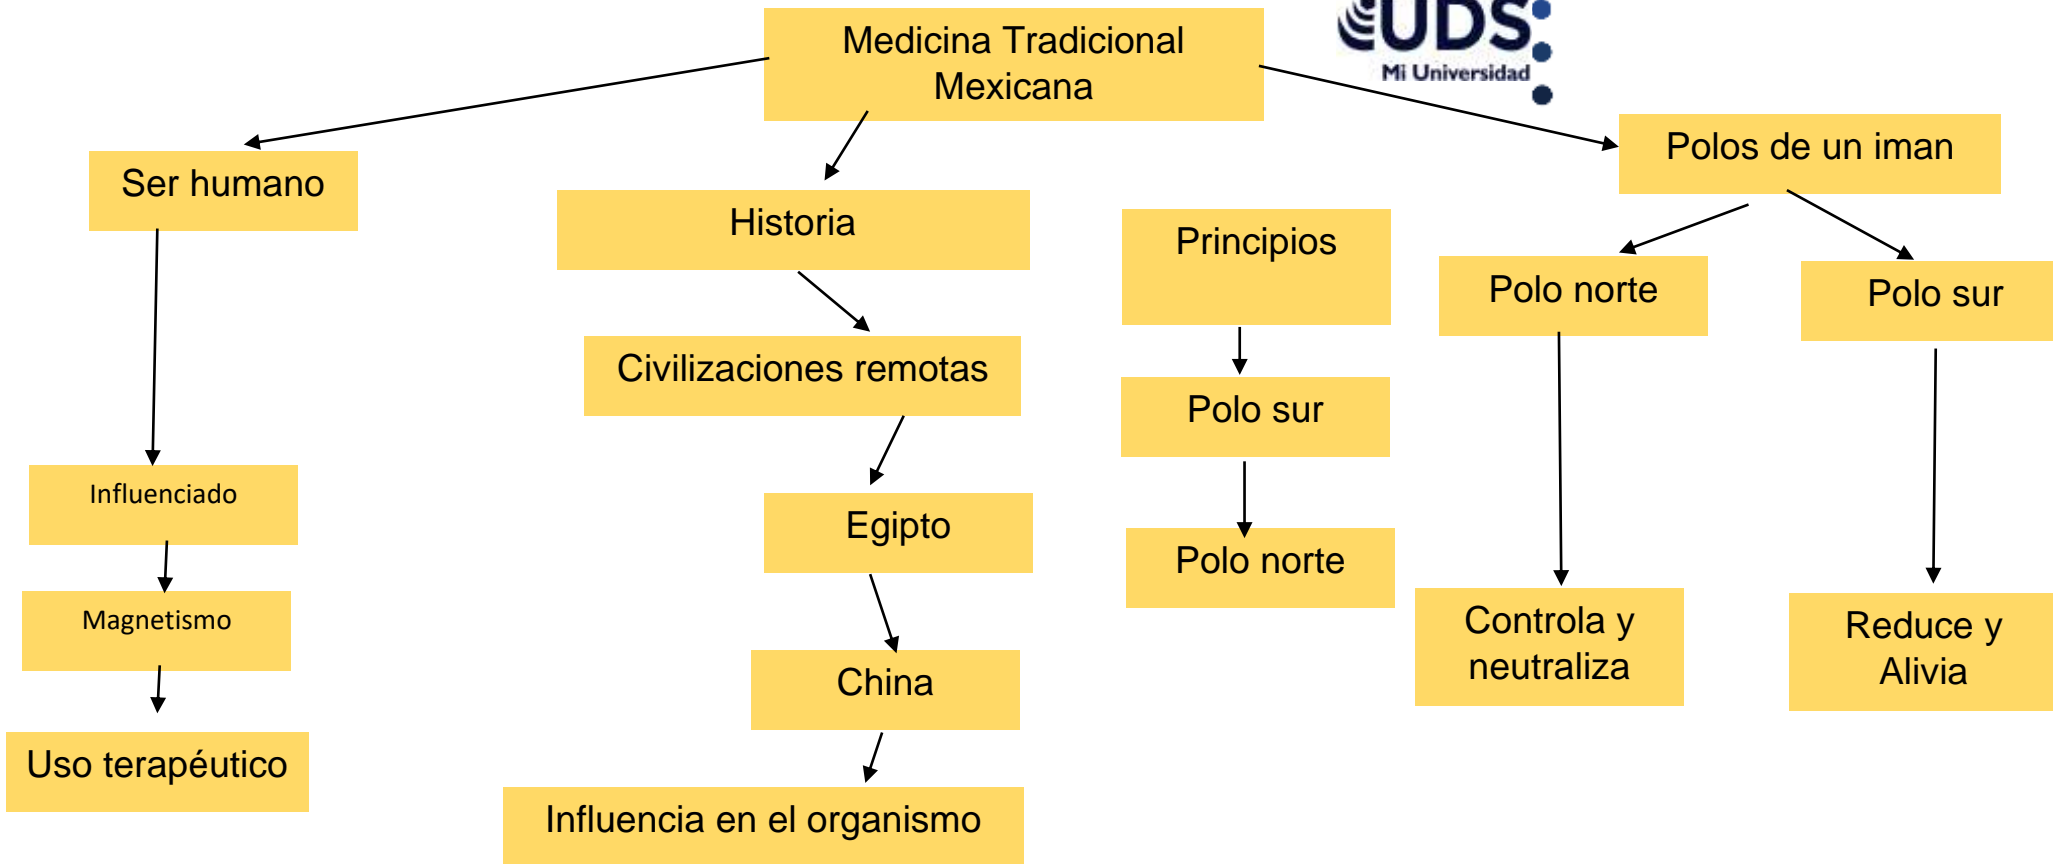 Medicina Tradicional
Mexicana
UDS
Mi Universidad
Ser humano
Influenciado
Magnetismo
Uso terapéutico
Historia
Civilizaciones remotas
Egipto
China
Influencia en el organismo
Principios
Polo sur
Polo norte
Polos de un iman
Polo norte
Controla y
neutraliza
Polo sur
Reduce y
Alivia